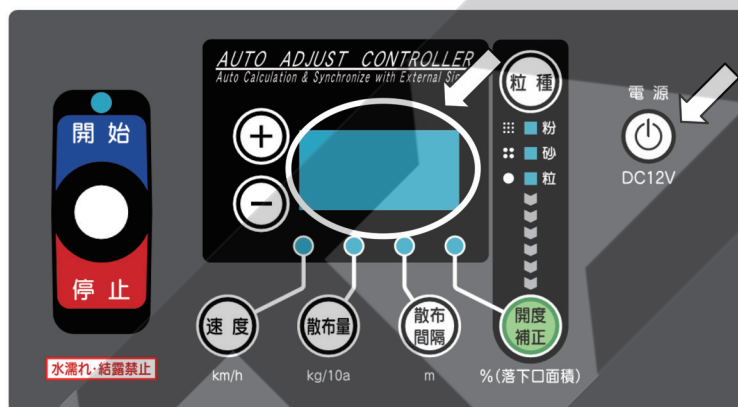 AUTO ADJUST CONTROLLER
Auto Calculation & Synchronize with External
粒種
電源
開始
粉
砂
粒
DC12V
停止
速度
散布量
散布
間隔
開度
補正
水濡れ・結露禁止
km/h
kg/10a
m
%(落下口面積)